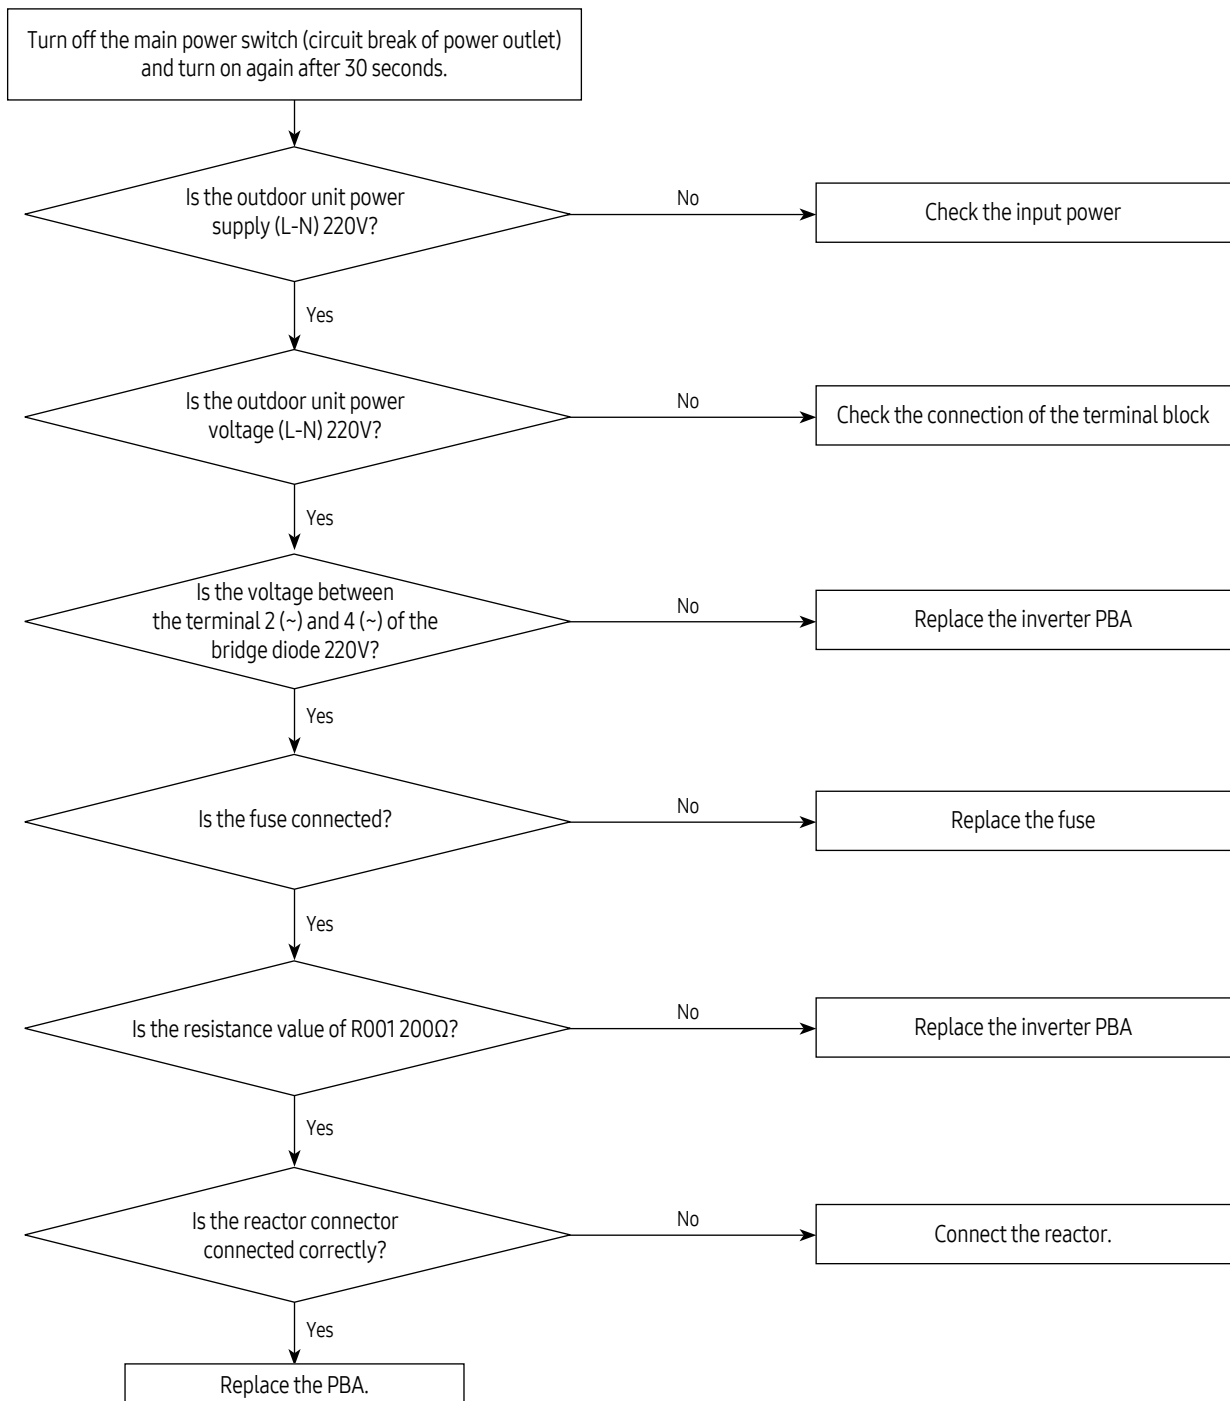 Turn off the main power switch (circuit break of power outlet)
and turn on again after 30 seconds.
Is the outdoor unit power
supply (L-N) 220V?
No
Check the input power
Yes
Is the outdoor unit power
voltage (L-N) 220V?
No
Check the connection of the terminal block
Yes
Is the voltage between
the terminal 2 (~) and 4 (~) of the
bridge diode 220V?
No
Replace the inverter PBA
Yes
Is the fuse connected?
No
Replace the fuse
Yes
Is the resistance value of R001 200Ω?
No
Replace the inverter PBA
Yes
Is the reactor connector
connected correctly?
No
Connect the reactor.
Yes
Replace the PBA.